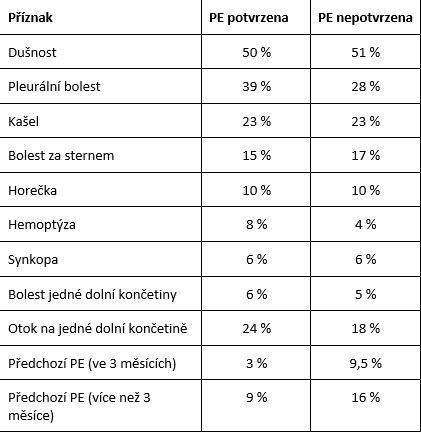 Příznak PE potvrzena PE nepotvrzena
Dušnost 50 % 51 %
Pleurální bolest 39 % 28 %
Kašel 23 % 23 %
Bolest za sternem 15 % 17 %
Horečka 10 % 10 %
Hemoptýza 8 % 4 %
Synkopa 6 % 6 %
Bolest jedné dolní končetiny 6 % 5 %
Otok na jedné dolní končetině 24 % 18 %
Předchozí PE (ve 3 měsících) 3 % 9,5 %
Předchozí PE (více než 3 9 % 16 %
měsíce)